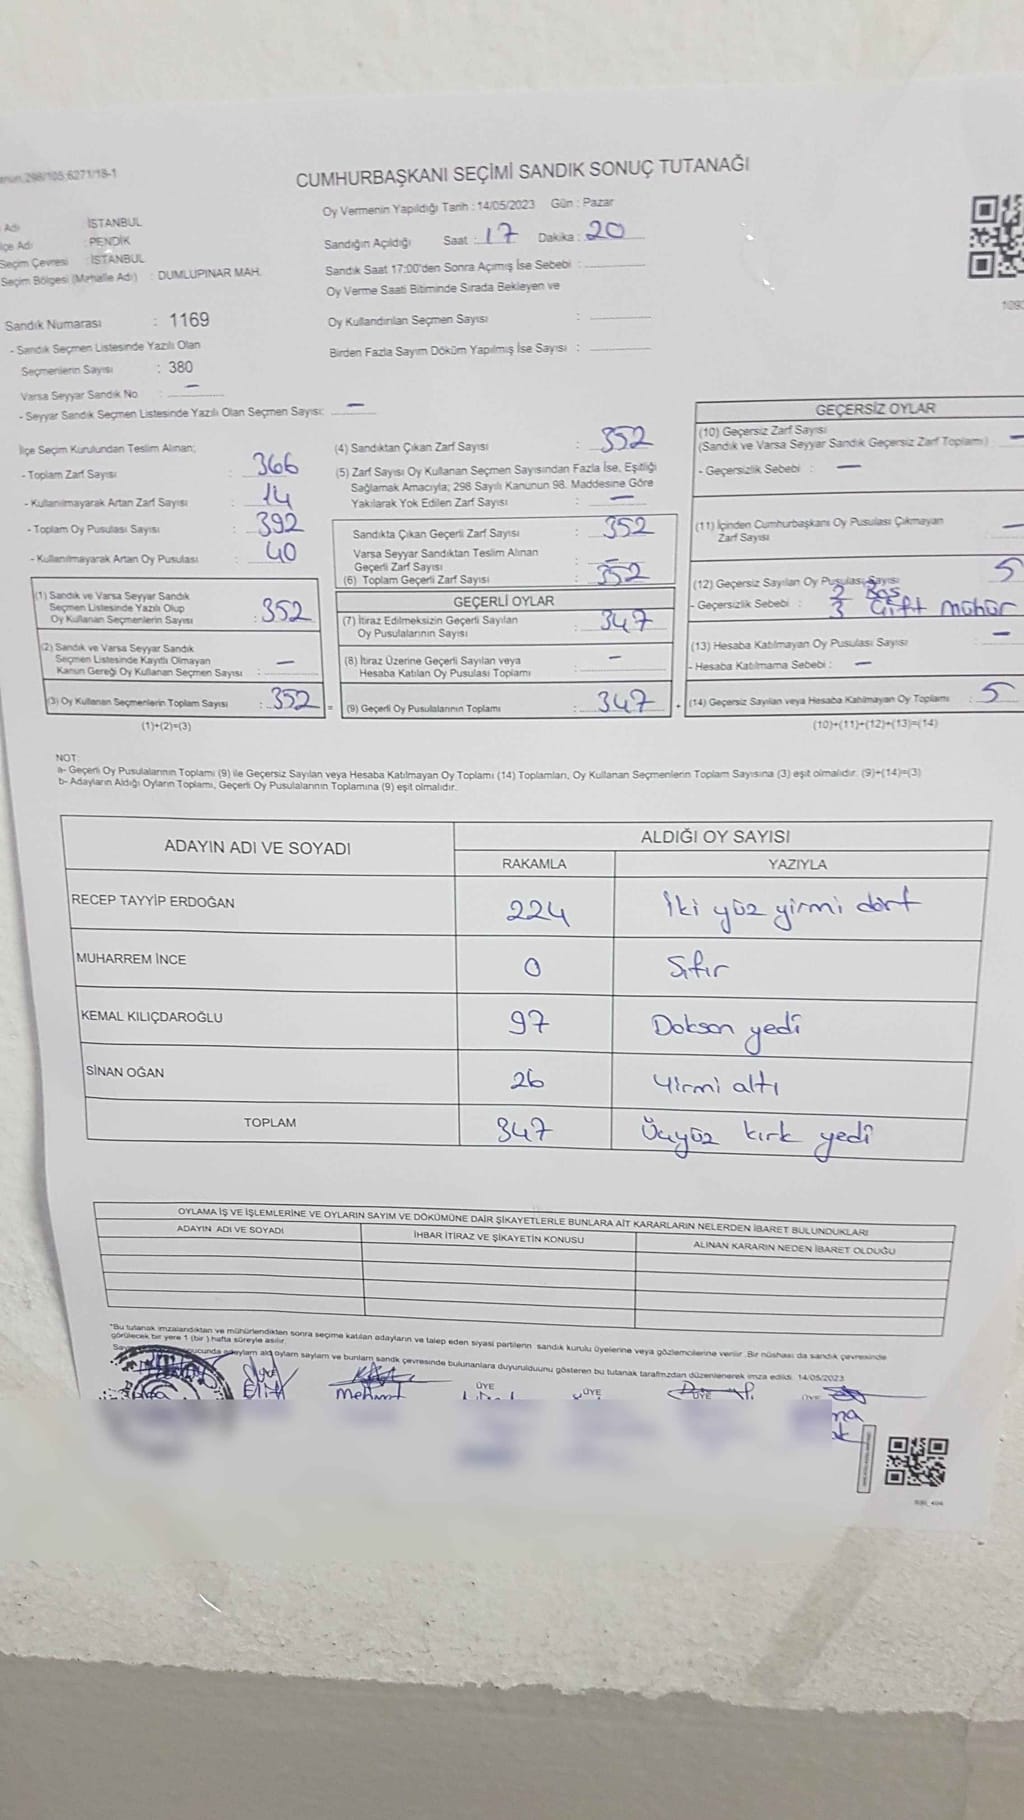 298/105;6271/18-1
CUMHURBAŞKANI SEÇİMİ SANDIK SONUÇ TUTANAĞI
Adı : İSTANBUL
İlçe Adı : PENDİK
Seçim Çevresi : İSTANBUL
Seçim Bölgesi (Mahalle Adı) : DUMLUPINAR MAH.
Sandık Numarası : 1169
- Sandık Seçmen Listesinde Yazılı Olan
Seçmenlerin Sayısı : 380
Varsa Seyyar Sandık No : —
- Seyyar Sandık Seçmen Listesinde Yazılı Olan Seçmen Sayısı: —
Oy Vermenin Yapıldığı Tarih : 14/05/2023 Gün : Pazar
Sandığın Açıldığı Saat : 17 Dakika : 20
Sandık Saat 17:00'den Sonra Açımış İse Sebebi :
Oy Verme Saati Bitiminde Sırada Bekleyen ve
Oy Kullandırılan Seçmen Sayısı :
Birden Fazla Sayım Döküm Yapılmış İse Sayısı :
İlçe Seçim Kurulundan Teslim Alınan;
- Toplam Zarf Sayısı : 366
- Kullanılmayarak Artan Zarf Sayısı : 14
- Toplam Oy Pusulası Sayısı : 392
- Kullanılmayarak Artan Oy Pusulası : 40
(1) Sandık ve Varsa Seyyar Sandık
Seçmen Listesinde Yazılı Olup
Oy Kullanan Seçmenlerin Sayısı : 352
(2) Sandık ve Varsa Seyyar Sandık
Seçmen Listesinde Kayıtlı Olmayan
Kanun Gereği Oy Kullanan Seçmen Sayısı : —
(3) Oy Kullanan Seçmenlerin Toplam Sayısı : 352 =
(1)+(2)=(3)
(4) Sandıktan Çıkan Zarf Sayısı : 352
(5) Zarf Sayısı Oy Kullanan Seçmen Sayısından Fazla İse, Eşitliği
Sağlamak Amacıyla; 298 Sayılı Kanunun 98. Maddesine Göre
Yakılarak Yok Edilen Zarf Sayısı : —
Sandıkta Çıkan Geçerli Zarf Sayısı : 352
Varsa Seyyar Sandıktan Teslim Alınan
Geçerli Zarf Sayısı : —
(6) Toplam Geçerli Zarf Sayısı : 352
GEÇERLİ OYLAR
(7) İtiraz Edilmeksizin Geçerli Sayılan
Oy Pusulalarının Sayısı : 347
(8) İtiraz Üzerine Geçerli Sayılan veya
Hesaba Katılan Oy Pusulası Toplamı : —
(9) Geçerli Oy Pusulalarının Toplamı : 347 +
GEÇERSİZ OYLAR
(10) Geçersiz Zarf Sayısı
(Sandık ve Varsa Seyyar Sandık Geçersiz Zarf Toplamı) : —
- Geçersizlik Sebebi : —
(11) İçinden Cumhurbaşkanı Oy Pusulası Çıkmayan
Zarf Sayısı —
(12) Geçersiz Sayılan Oy Pusulası Sayısı 5
2 Boş
- Geçersizlik Sebebi : 3 Çift mühür
(13) Hesaba Katılmayan Oy Pusulası Sayısı : —
- Hesaba Katılmama Sebebi : —
(14) Geçersiz Sayılan veya Hesaba Katılmayan Oy Toplamı : 5
(10)+(11)+(12)+(13)=(14)
NOT:
a- Geçerli Oy Pusulalarının Toplamı (9) ile Geçersiz Sayılan veya Hesaba Katılmayan Oy Toplamı (14) Toplamları, Oy Kullanan Seçmenlerin Toplam Sayısına (3) eşit olmalıdır. (9)+(14)=(3)
b- Adayların Aldığı Oyların Toplamı, Geçerli Oy Pusulalarının Toplamına (9) eşit olmalıdır.
ADAYIN ADI VE SOYADI
ALDIĞI OY SAYISI
RAKAMLA YAZIYLA
RECEP TAYYİP ERDOĞAN 224 İki yüz yirmi dört
MUHARREM İNCE 0 Sıfır
KEMAL KILIÇDAROĞLU 97 Doksan yedi
SİNAN OĞAN 26 Yirmi altı
TOPLAM 347 Üçyüz kırk yedi
OYLAMA İŞ VE İŞLEMLERİNE VE OYLARIN SAYIM VE DÖKÜMÜNE DAİR ŞİKAYETLERLE BUNLARA AİT KARARLARIN NELERDEN İBARET BULUNDUKLARI
ADAYIN ADI VE SOYADI İHBAR İTİRAZ VE ŞİKAYETİN KONUSU ALINAN KARARIN NEDEN İBARET OLDUĞU
*Bu tutanak imzalandıktan ve mühürlendikten sonra seçime katılan adayların ve talep eden siyasi partilerin sandık kurulu üyelerine veya gözlemcilerine verilir. Bir nüshası da sandık çevresinde
görülecek bir yere 1 (bir ) hafta süreyle asılır.
oyların sayları ve bunların sandk çevresinde bulunanlara duyurulduunu gösteren bu tutanak tarafmzdan düzenlenerek imza edildi. 14/05/2023
Elif Mehmet ÜYE ÜYE ÜYE